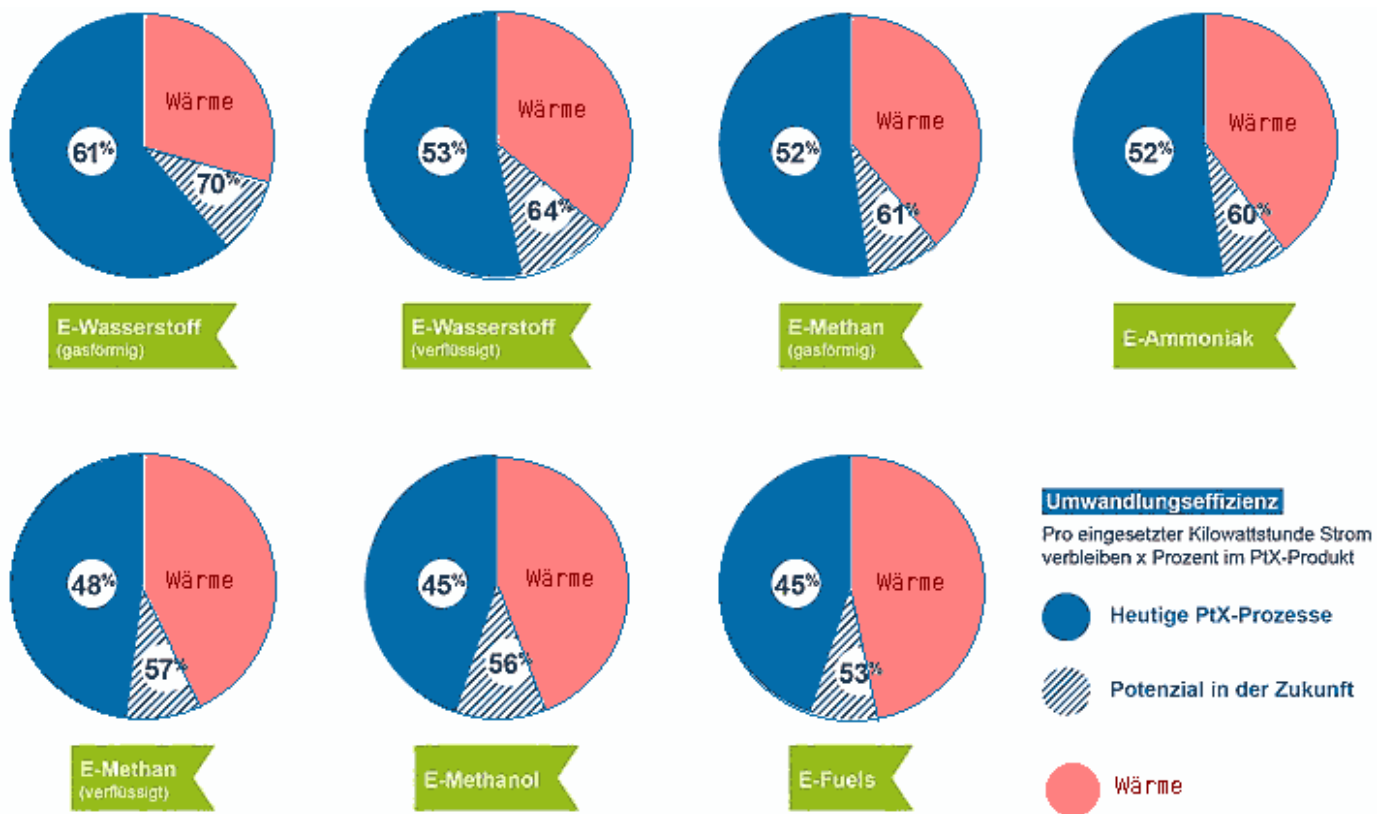 Wärme
61%
70%
E-Wasserstoff
(gasförmig)
Wärme
53%
64%
E-Wasserstoff
(verflüssigt)
Wärme
52%
61%
E-Methan
(gasförmig)
Wärme
52%
60%
E-Ammoniak
Wärme
48%
57%
E-Methan
(verflüssigt)
Wärme
45%
56%
E-Methanol
Wärme
45%
53%
E-Fuels
Umwandlungseffizienz
Pro eingesetzter Kilowattstunde Strom
verbleiben x Prozent im PtX-Produkt
Heutige PtX-Prozesse
Potenzial in der Zukunft
Wärme